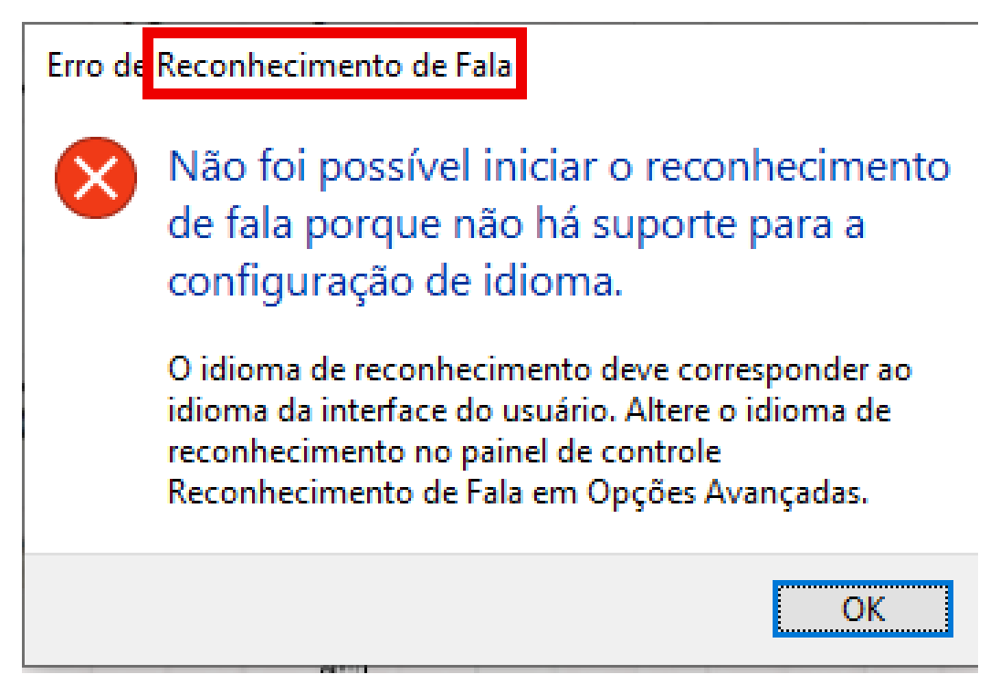 Erro de Reconhecimento de Fala
Não foi possível iniciar o reconhecimento
de fala porque não há suporte para a
configuração de idioma.
O idioma de reconhecimento deve corresponder ao
idioma da interface do usuário. Altere o idioma de
reconhecimento no painel de controle
Reconhecimento de Fala em Opções Avançadas.
OK